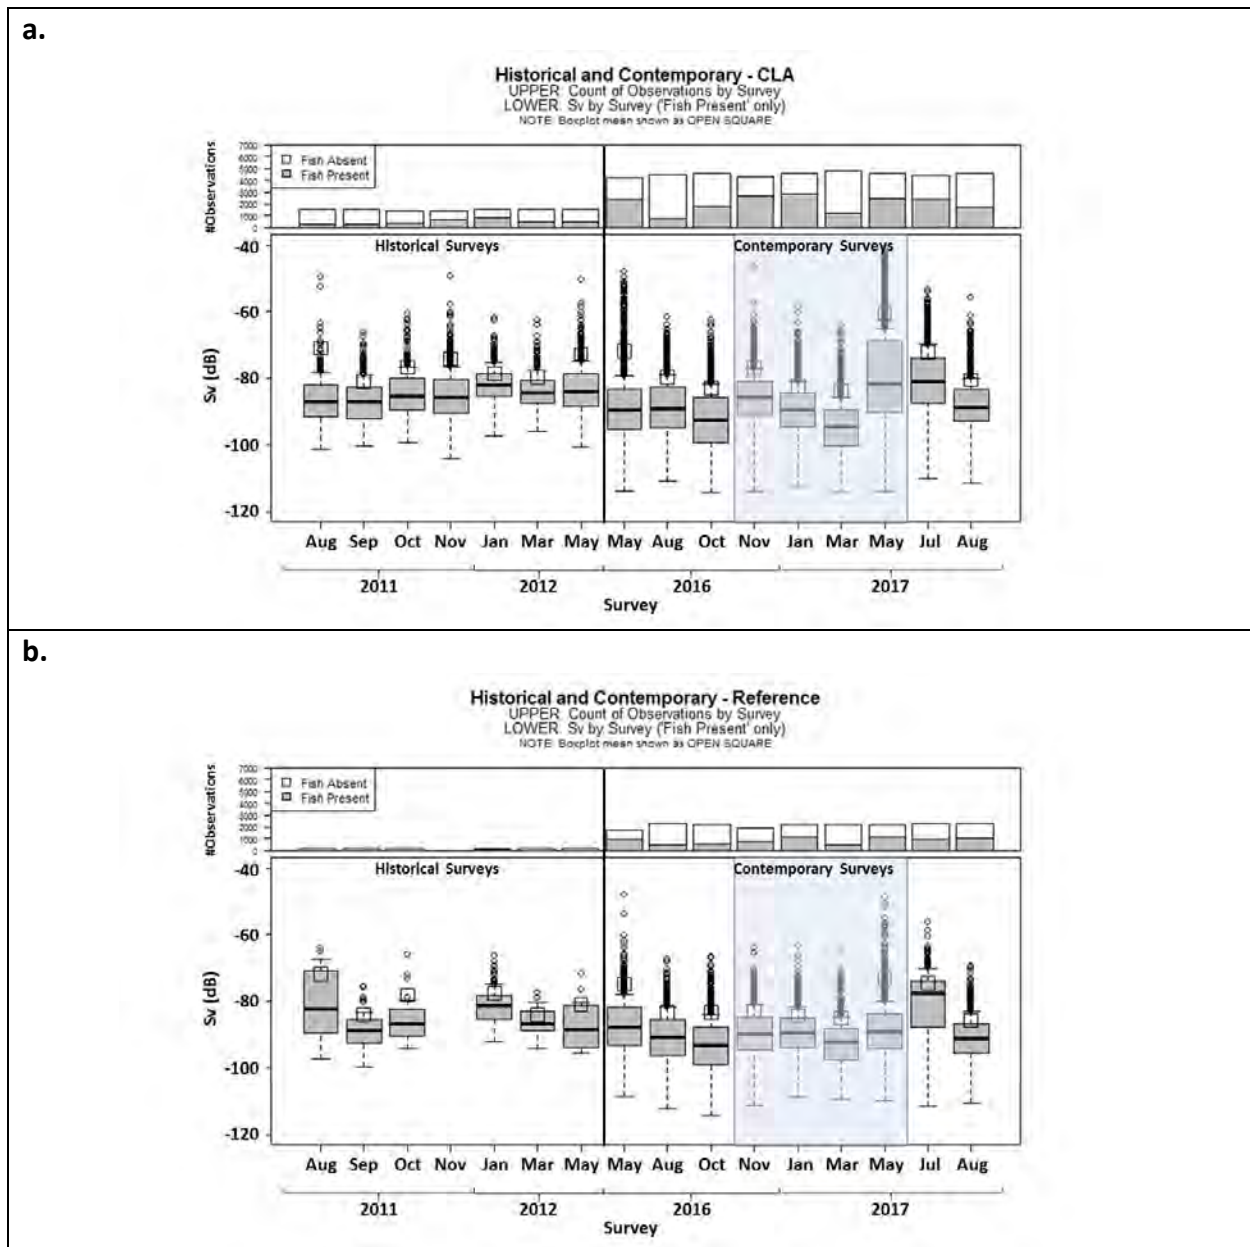 a.
Historical and Contemporary - CLA
UPPER: Count of Observations by Survey
LOWER: Sv by Survey ('Fish Present' only)
NOTE: Boxplot mean shown as OPEN SQUARE
#Observations
7000
6000
5000
4000
3000
2000
1000
0
Fish Absent
Fish Present
Historical Surveys
Contemporary Surveys
Sv (dB)
-40
-60
-80
-100
-120
Aug Sep Oct Nov Jan Mar May May Aug Oct Nov Jan Mar May Jul Aug
2011 2012 2016 2017
Survey
b.
Historical and Contemporary - Reference
UPPER: Count of Observations by Survey
LOWER: Sv by Survey ('Fish Present' only)
NOTE: Boxplot mean shown as OPEN SQUARE
#Observations
7000
6000
5000
4000
3000
2000
1000
0
Fish Absent
Fish Present
Historical Surveys
Contemporary Surveys
Sv (dB)
-40
-60
-80
-100
-120
Aug Sep Oct Nov Jan Mar May May Aug Oct Nov Jan Mar May Jul Aug
2011 2012 2016 2017
Survey